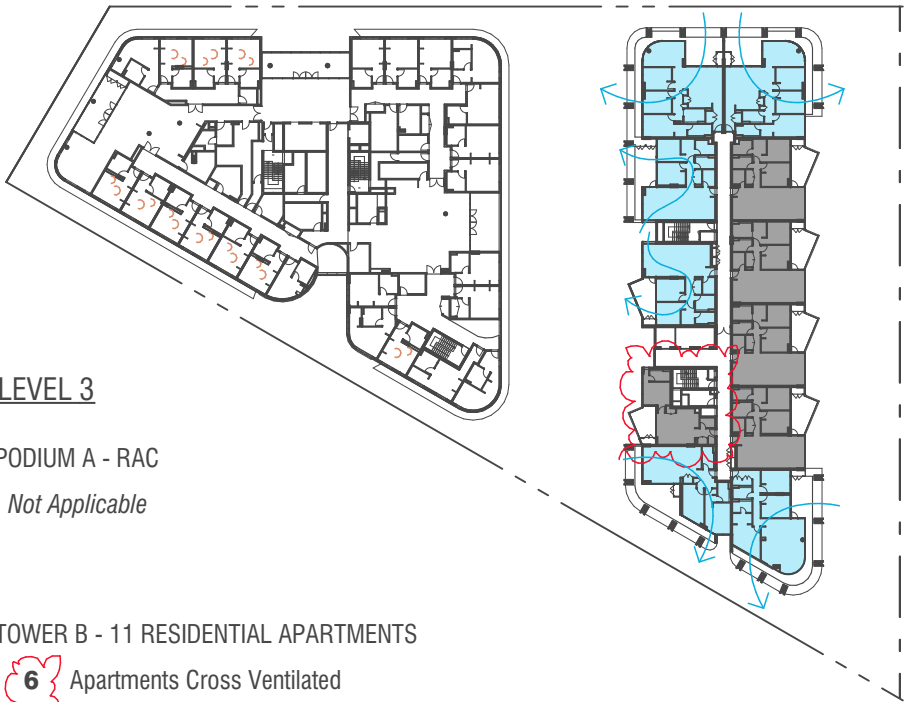 LEVEL 3
PODIUM A - RAC
Not Applicable
TOWER B - 11 RESIDENTIAL APARTMENTS
6 Apartments Cross Ventilated